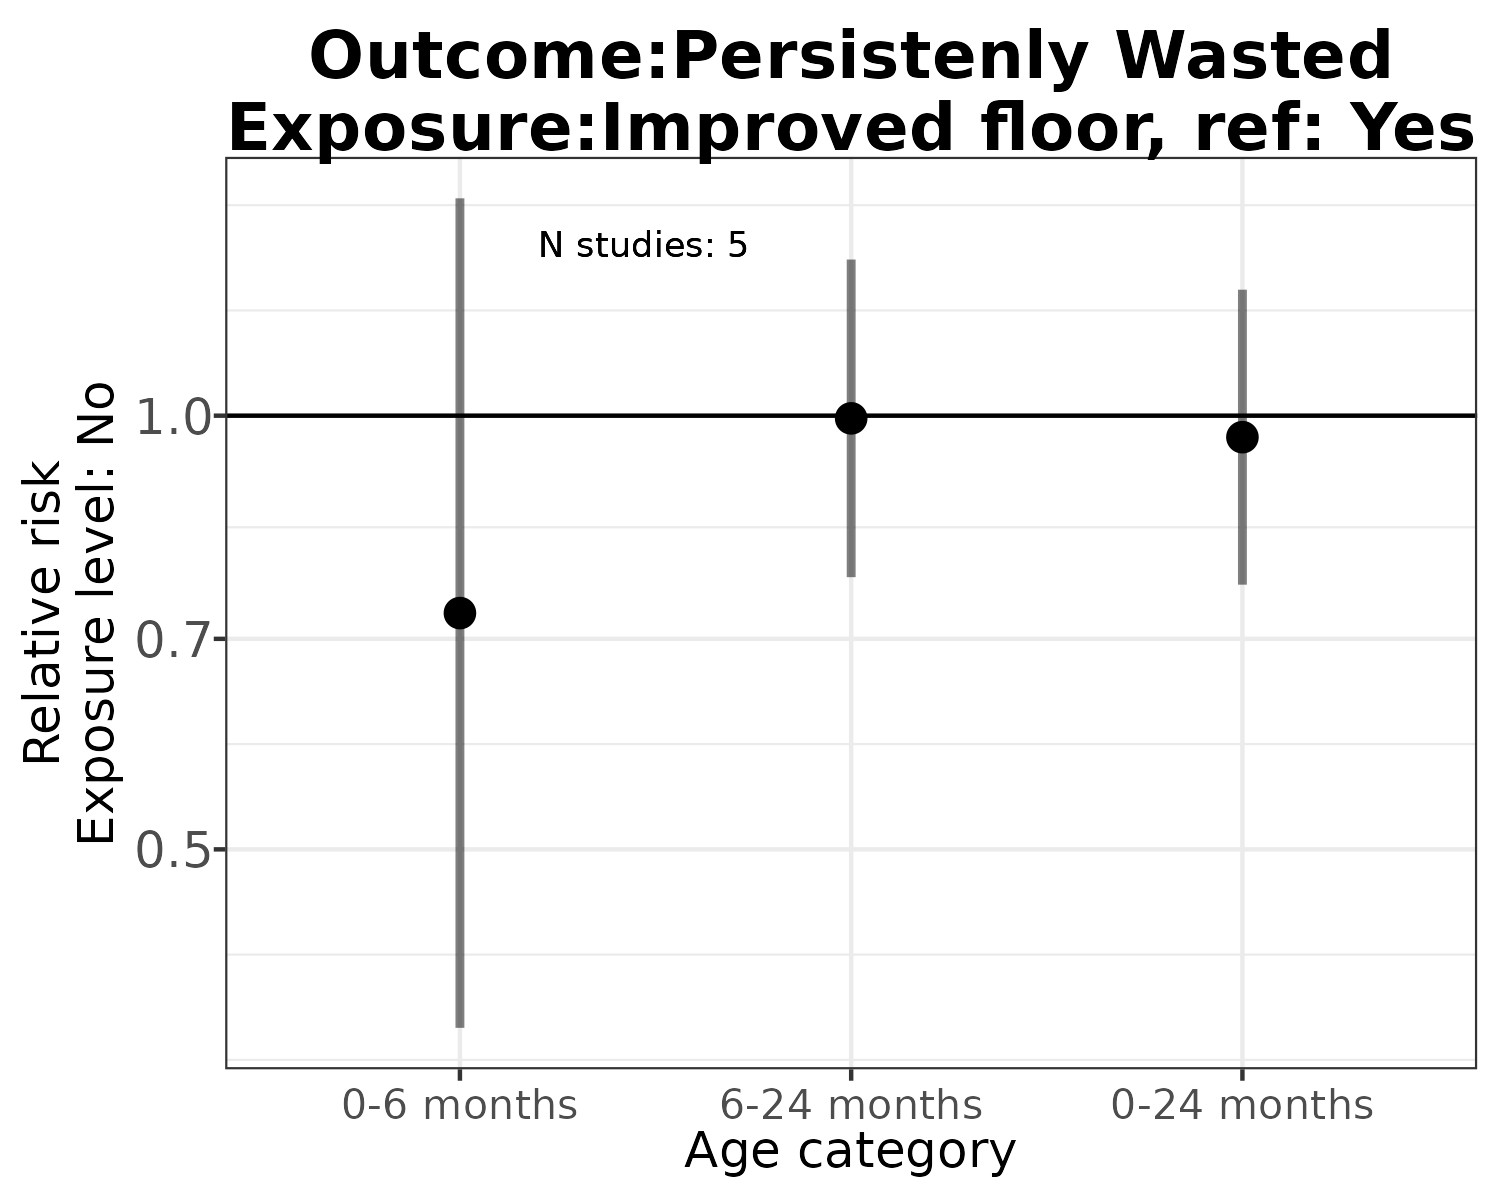 Outcome:Persistenly Wasted
Exposure:Improved floor, ref: Yes
N studies: 5
Relative risk
Exposure level: No
1.0
0.7
0.5
0-6 months
6-24 months
0-24 months
Age category